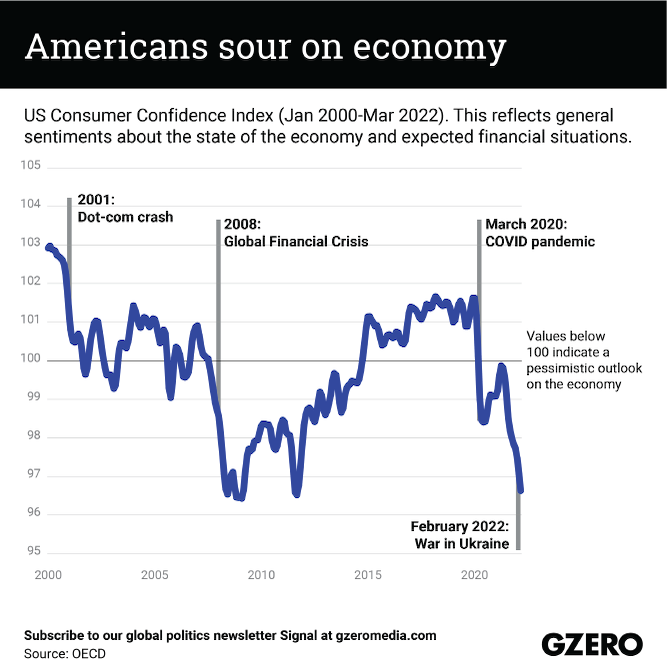 Americans sour on economy
US Consumer Confidence Index (Jan 2000-Mar 2022). This reflects general
sentiments about the state of the economy and expected financial situations.
105
104
103
102
101
100
99
98
97
96
95
2001:
Dot-com crash
2008:
Global Financial Crisis
March 2020:
COVID pandemic
Values below
100 indicate a
pessimistic outlook
on the economy
February 2022:
War in Ukraine
2000
2005
2010
2015
2020
Subscribe to our global politics newsletter Signal at gzeromedia.com
Source: OECD
GZERO